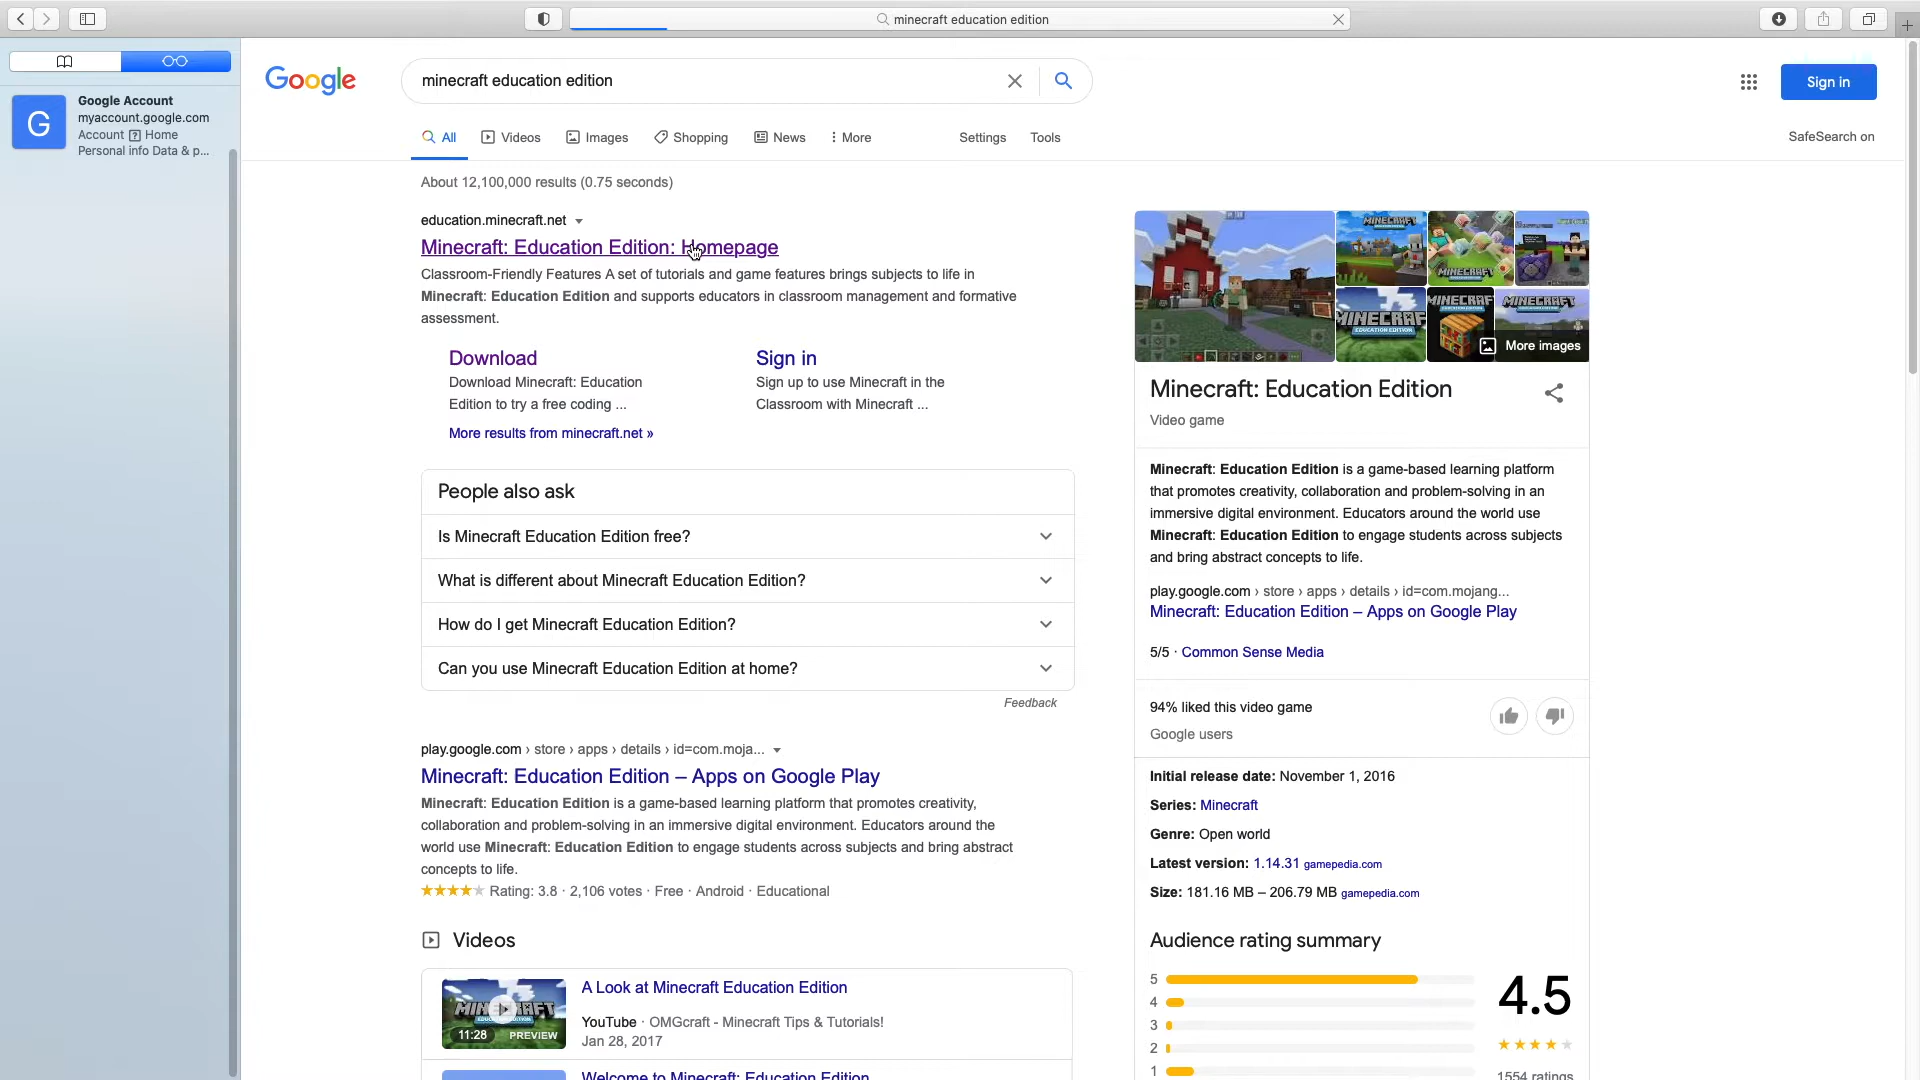 minecraft education edition
Google Account
myaccount.google.com
Account ? Home
Personal info Data & p...
G
Google
minecraft education edition
Sign in
All
Videos
Images
Shopping
News
More
Settings
Tools
SafeSearch on
About 12,100,000 results (0.75 seconds)
education.minecraft.net
Minecraft: Education Edition: Homepage
Classroom-Friendly Features A set of tutorials and game features brings subjects to life in
Minecraft: Education Edition and supports educators in classroom management and formative
assessment.
Download
Download Minecraft: Education
Edition to try a free coding ...
Sign in
Sign up to use Minecraft in the
Classroom with Minecraft ...
More results from minecraft.net »
People also ask
Is Minecraft Education Edition free?
What is different about Minecraft Education Edition?
How do I get Minecraft Education Edition?
Can you use Minecraft Education Edition at home?
Feedback
play.google.com › store › apps › details › id=com.moja...
Minecraft: Education Edition – Apps on Google Play
Minecraft: Education Edition is a game-based learning platform that promotes creativity,
collaboration and problem-solving in an immersive digital environment. Educators around the
world use Minecraft: Education Edition to engage students across subjects and bring abstract
concepts to life.
Rating: 3.8 · 2,106 votes · Free · Android · Educational
Videos
11:28
PREVIEW
A Look at Minecraft Education Edition
YouTube · OMGcraft - Minecraft Tips & Tutorials!
Jan 28, 2017
Welcome to Minecraft: Education Edition
More images
Minecraft: Education Edition
Video game
Minecraft: Education Edition is a game-based learning platform
that promotes creativity, collaboration and problem-solving in an
immersive digital environment. Educators around the world use
Minecraft: Education Edition to engage students across subjects
and bring abstract concepts to life.
play.google.com › store › apps › details › id=com.mojang...
Minecraft: Education Edition – Apps on Google Play
5/5 · Common Sense Media
94% liked this video game
Google users
Initial release date: November 1, 2016
Series: Minecraft
Genre: Open world
Latest version: 1.14.31 gamepedia.com
Size: 181.16 MB – 206.79 MB gamepedia.com
Audience rating summary
5
4
3
2
1
4.5
1554 ratings